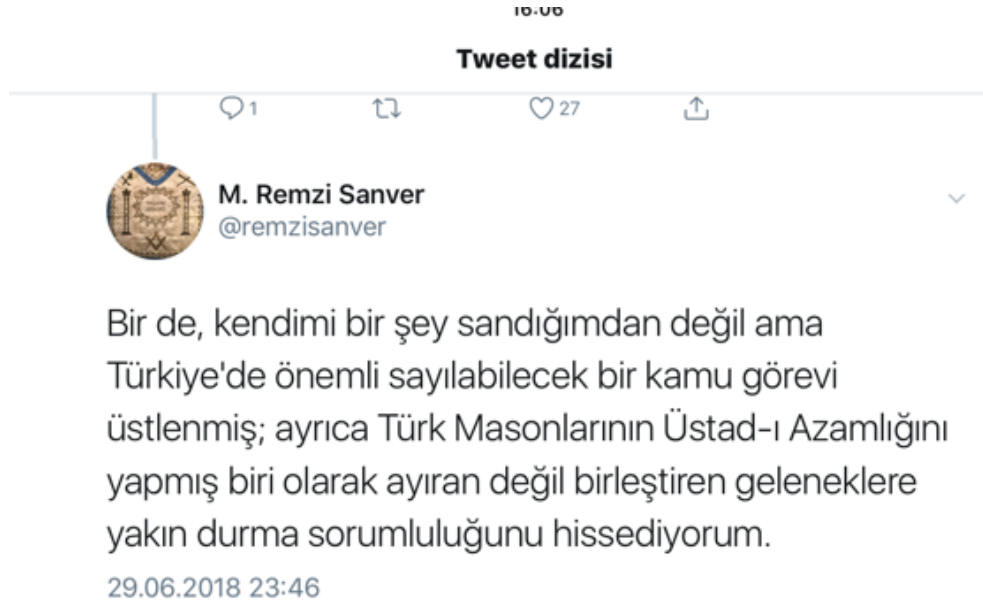 16:06
Tweet dizisi
1 27
M. Remzi Sanver
@remzisanver
Bir de, kendimi bir şey sandığımdan değil ama
Türkiye'de önemli sayılabilecek bir kamu görevi
üstlenmiş; ayrıca Türk Masonlarının Üstad-ı Azamlığını
yapmış biri olarak ayıran değil birleştiren geleneklere
yakın durma sorumluluğunu hissediyorum.
29.06.2018 23:46